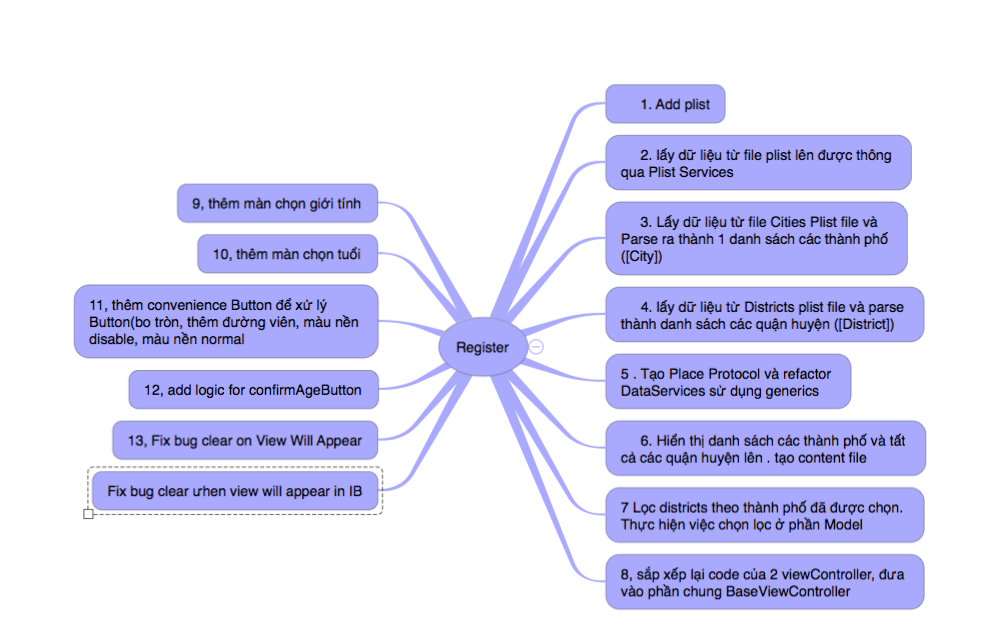 1. Add plist
2. lấy dữ liệu từ file plist lên được thông
qua Plist Services
3. Lấy dữ liệu từ file Cities Plist file và
Parse ra thành 1 danh sách các thành phố
([City])
4. lấy dữ liệu từ Districts plist file và parse
thành danh sách các quận huyện ([District])
5 . Tạo Place Protocol và refactor
DataServices sử dụng generics
6. Hiển thị danh sách các thành phố và tất
cả các quận huyện lên . tạo content file
7 Lọc districts theo thành phố đã được chọn.
Thực hiện việc chọn lọc ở phần Model
8, sắp xếp lại code của 2 viewController, đưa
vào phần chung BaseViewController
Register
9, thêm màn chọn giới tính
10, thêm màn chọn tuổi
11, thêm convenience Button để xử lý
Button(bo tròn, thêm đường viên, màu nền
disable, màu nền normal
12, add logic for confirmAgeButton
13, Fix bug clear on View Will Appear
Fix bug clear ưhen view will appear in IB